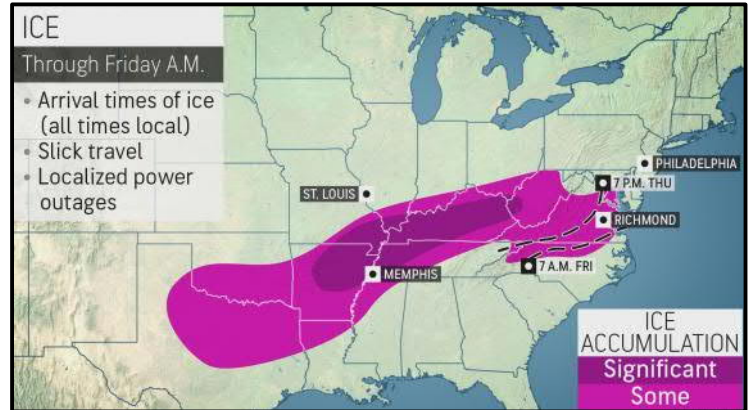 ICE
Through Friday A.M.
• Arrival times of ice
(all times local)
• Slick travel
• Localized power
outages
PHILADELPHIA
7 P.M. THU
ST. LOUIS
RICHMOND
7 A.M. FRI
MEMPHIS
ICE
ACCUMULATION
Significant
Some